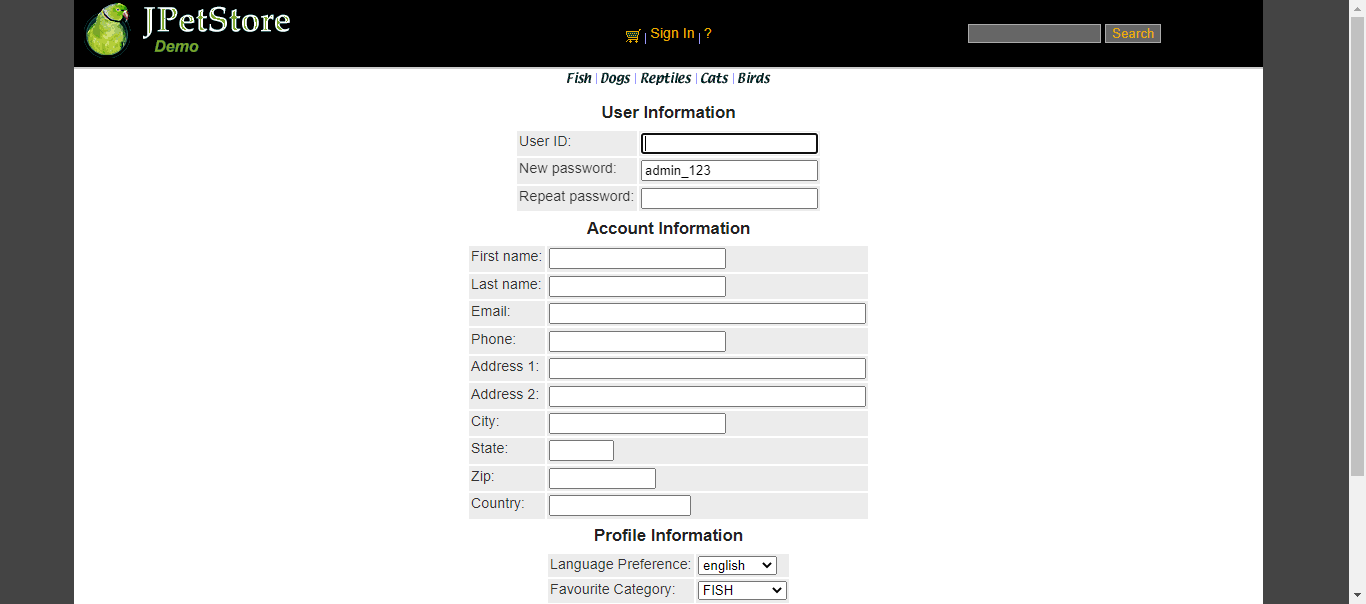 JPetStore
Demo
Sign In | ?
Search
Fish | Dogs | Reptiles | Cats | Birds
User Information
User ID:
New password: admin_123
Repeat password:
Account Information
First name:
Last name:
Email:
Phone:
Address 1:
Address 2:
City:
State:
Zip:
Country:
Profile Information
Language Preference: english
Favourite Category: FISH